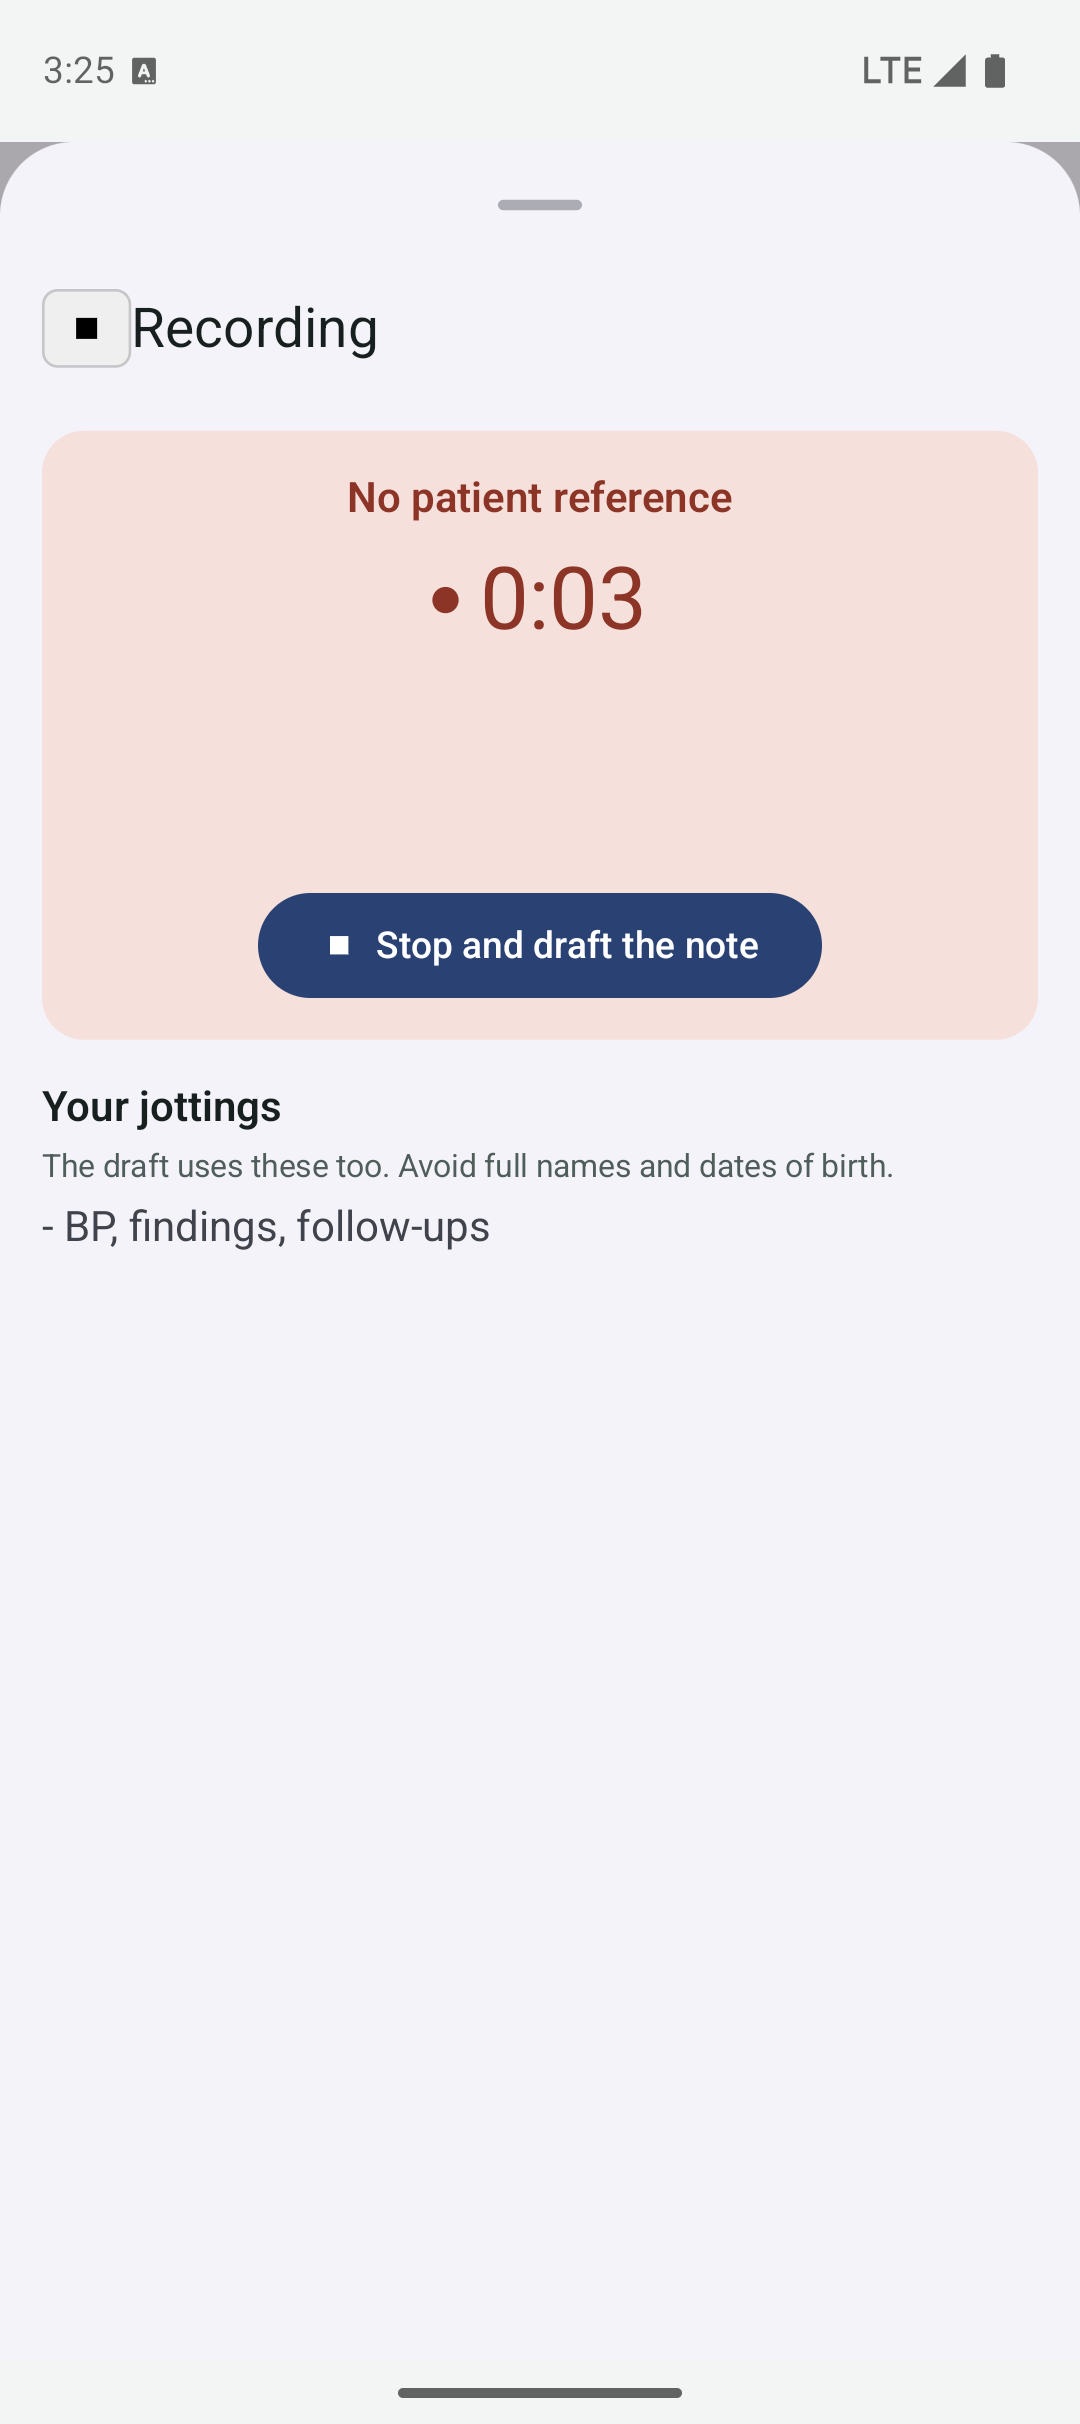 3:25
LTE
Recording
No patient reference
0:03
Stop and draft the note
Your jottings
The draft uses these too. Avoid full names and dates of birth.
- BP, findings, follow-ups